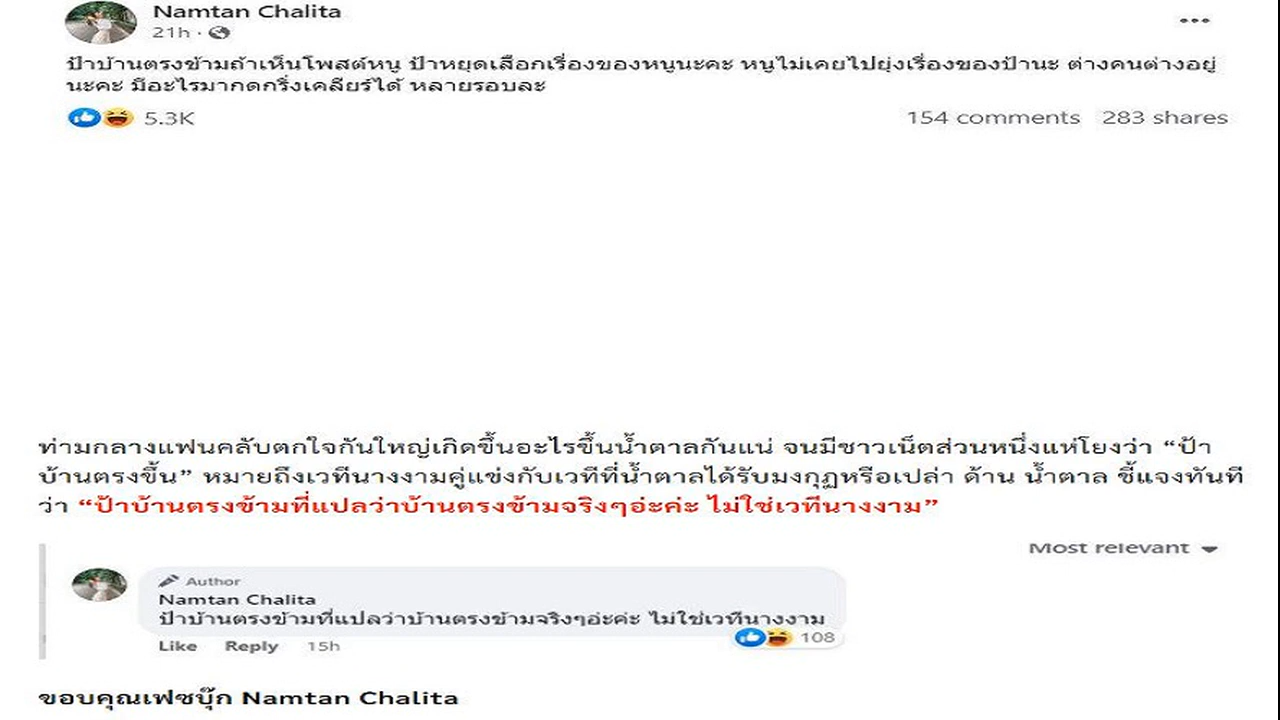 Namtan Chalita
21h ·
ป้าบ้านตรงข้ามถ้าเห็นโพสต์หนู ป้าหยุดเสือกเรื่องของหนูนะคะ หนูไม่เคยไปยุ่งเรื่องของป้านะ ต่างคนต่างอยู่
นะคะ มีอะไรมากดกริ่งเคลียร์ได้ หลายรอบละ
5.3K 154 comments 283 shares
ท่ามกลางแฟนคลับตกใจกันใหญ่เกิดขึ้นอะไรขึ้นน้ำตาลกันแน่ จนมีชาวเน็ตส่วนหนึ่งแห่โยงว่า “ป้า
บ้านตรงขึ้น” หมายถึงเวทีนางงามคู่แข่งกับเวทีที่น้ำตาลได้รับมงกุฏหรือเปล่า ด้าน น้ำตาล ชี้แจงทันที
ว่า “ป้าบ้านตรงข้ามที่แปลว่าบ้านตรงข้ามจริงๆอ่ะค่ะ ไม่ใช่เวทีนางงาม”
Most relevant
Author
Namtan Chalita
ป้าบ้านตรงข้ามที่แปลว่าบ้านตรงข้ามจริงๆอ่ะค่ะ ไม่ใช่เวทีนางงาม
108
Like Reply 15h
ขอบคุณเฟซบุ๊ก Namtan Chalita